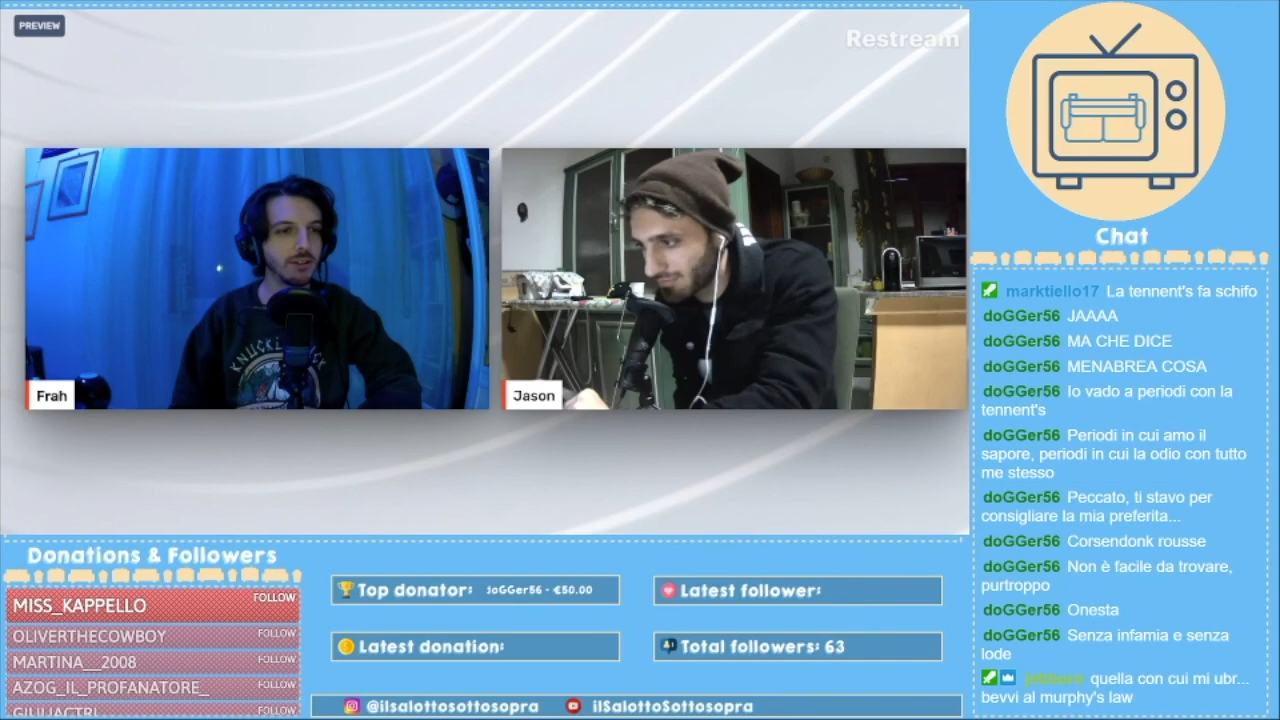 PREVIEW
Restream
Frah
Jason
Chat
marktiello17 La tennent's fa schifo
doGGer56 JAAAA
doGGer56 MA CHE DICE
doGGer56 MENABREA COSA
doGGer56 Io vado a periodi con la
tennent's
doGGer56 Periodi in cui amo il
sapore, periodi in cui la odio con tutto
me stesso
doGGer56 Peccato, ti stavo per
consigliare la mia preferita...
doGGer56 Corsendonk rousse
doGGer56 Non è facile da trovare,
purtroppo
doGGer56 Onesta
doGGer56 Senza infamia e senza
lode
quella con cui mi ubr...
bevvi al murphy's law
Donations & Followers
MISS_KAPPELLO FOLLOW
OLIVERTHECOWBOY FOLLOW
MARTINA__2008 FOLLOW
AZOG_IL_PROFANATORE_ FOLLOW
FOLLOW
Top donator: doGGer56 - €50.00
Latest follower:
Latest donation:
Total followers: 63
@ilsalottosottosopra
ilSalottoSottosopra